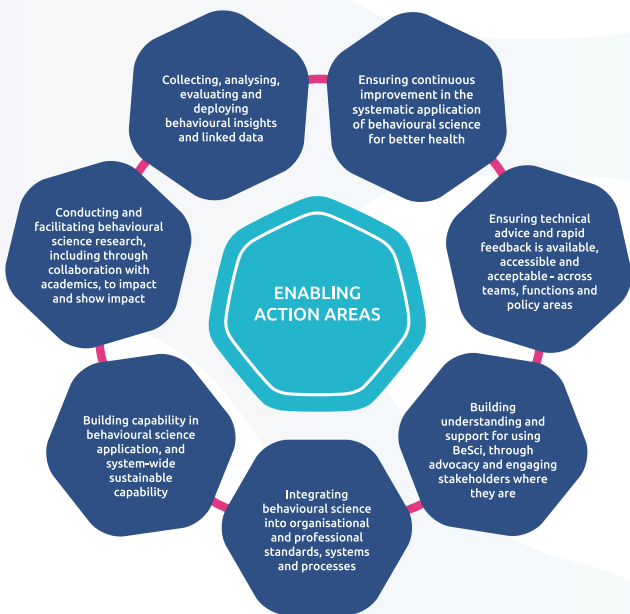 Collecting, analysing,
evaluating and
deploying
behavioural insights
and linked data
Ensuring continuous
improvement in the
systematic application
of behavioural science
for better health
Conducting and
facilitating behavioural
science research,
including through
collaboration with
academics, to impact
and show impact
ENABLING
ACTION AREAS
Ensuring technical
advice and rapid
feedback is available,
accessible and
acceptable - across
teams, functions and
policy areas
Building capability in
behavioural science
application, and
system-wide
sustainable
capability
Building
understanding and
support for using
BeSci, through
advocacy and engaging
stakeholders where
they are
Integrating
behavioural science
into organisational
and professional
standards, systems
and processes